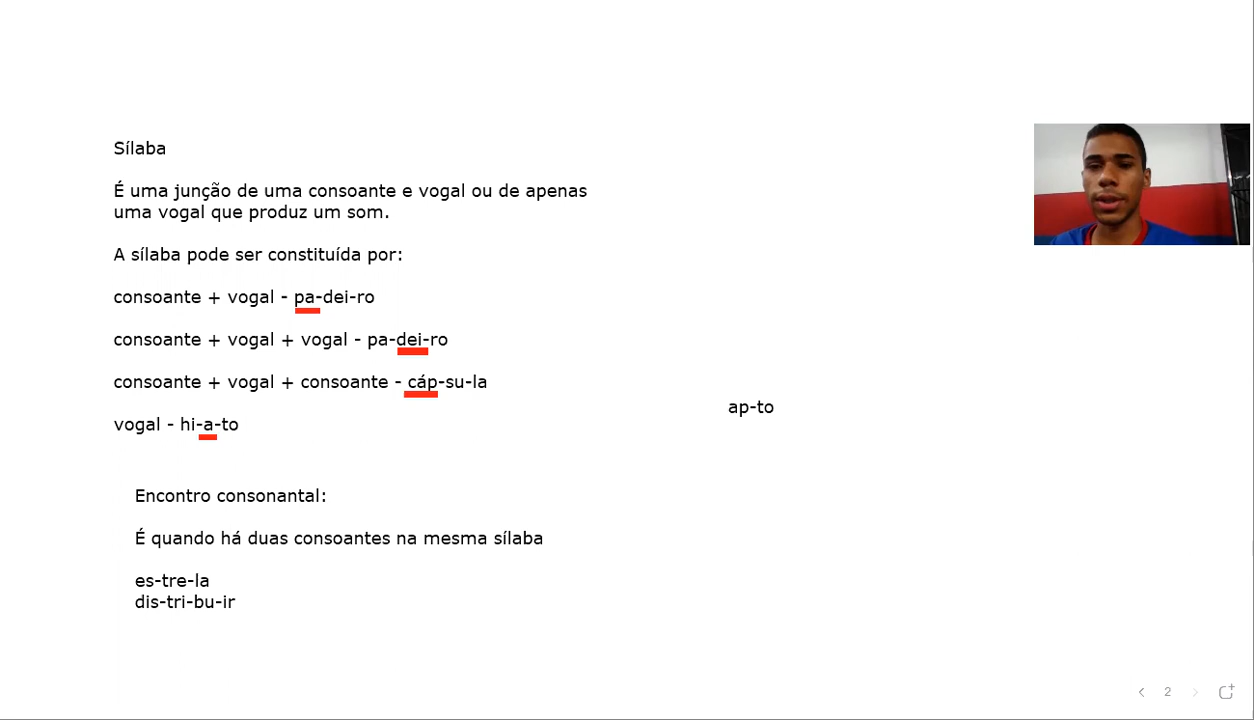 Sílaba
É uma junção de uma consoante e vogal ou de apenas
uma vogal que produz um som.
A sílaba pode ser constituída por:
consoante + vogal - pa-dei-ro
consoante + vogal + vogal - pa-dei-ro
consoante + vogal + consoante - cáp-su-la
ap-to
vogal - hi-a-to
Encontro consonantal:
É quando há duas consoantes na mesma sílaba
es-tre-la
dis-tri-bu-ir
2